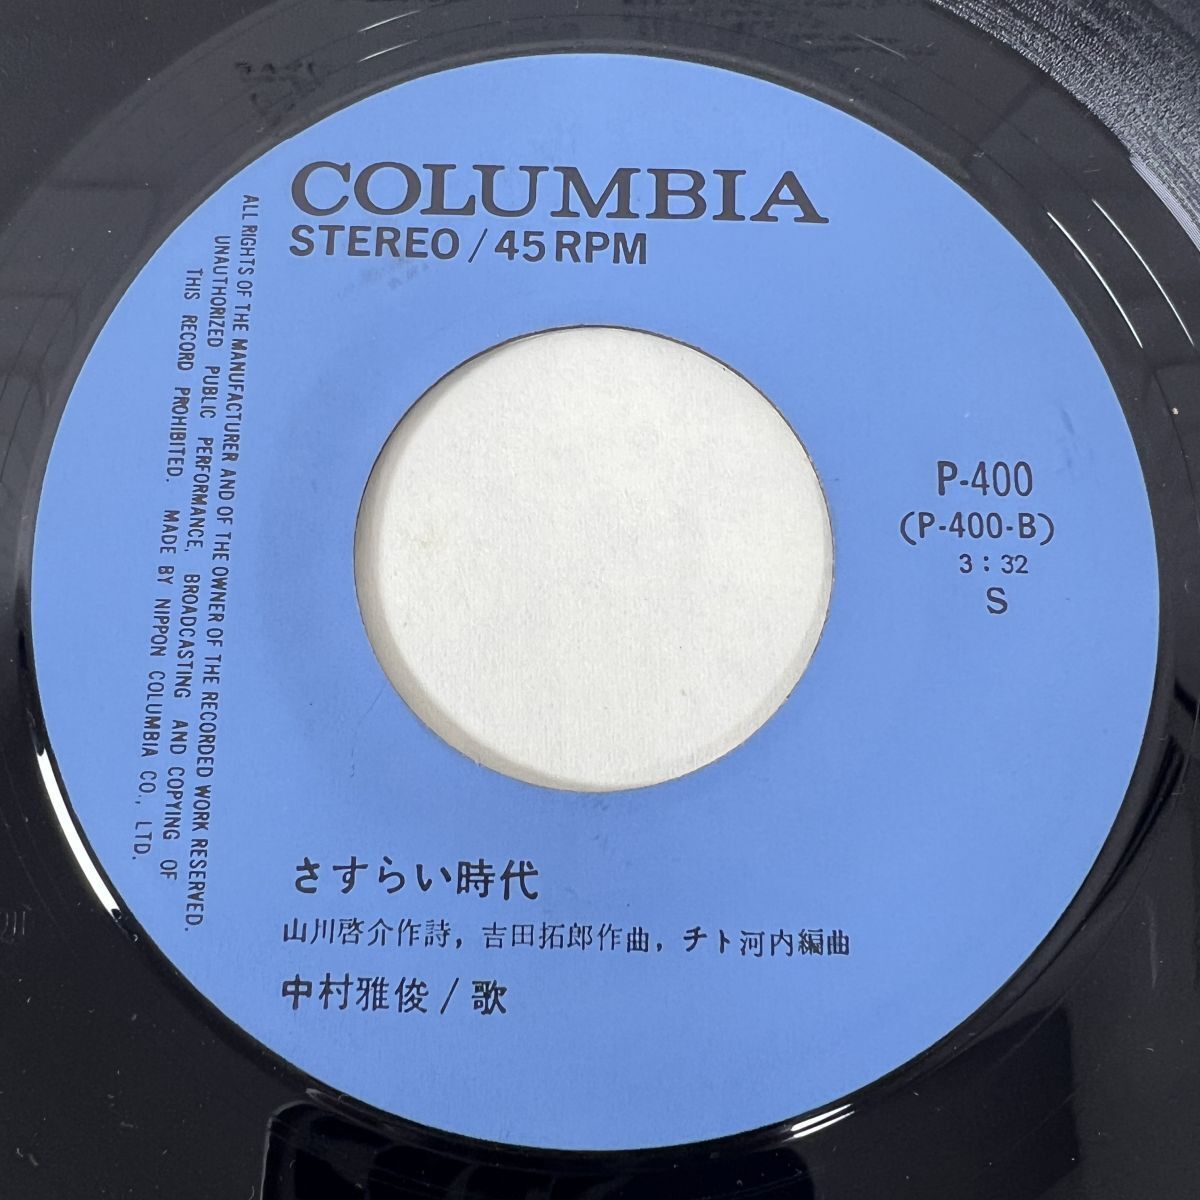 COLUMBIA
STEREO / 45 RPM
ALL RIGHTS OF THE MANUFACTURER AND OF THE OWNER OF THE RECORDED WORK RESERVED.
UNAUTHORIZED PUBLIC PERFORMANCE, BROADCASTING AND COPYING OF
THIS RECORD PROHIBITED. MADE BY NIPPON COLUMBIA CO., LTD.
P-400
(P-400-B)
3:32
S
さすらい時代
山川啓介作詩, 吉田拓郎作曲, チト河内編曲
中村雅俊 / 歌